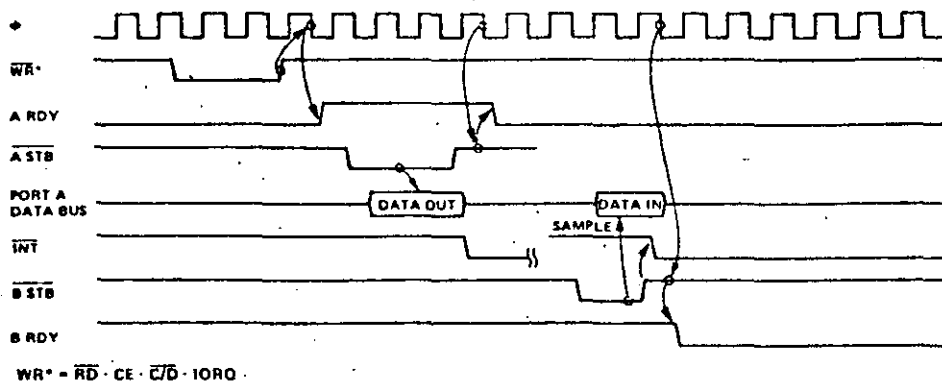 Φ
WR*
A RDY
A STB
PORT A
DATA BUS
DATA OUT
DATA IN
SAMPLE
INT
B STB
B RDY
WR* = RD · CE · C/D · IORQ